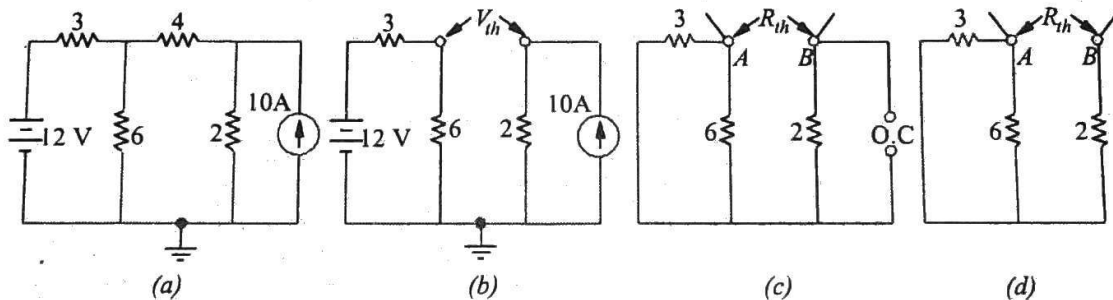 3 4 12 V 6 2 10A
3 V_th 12 V 6 2 10A
3 R_th A B 6 2 O.C
3 R_th A B 6 2
(a) (b) (c) (d)